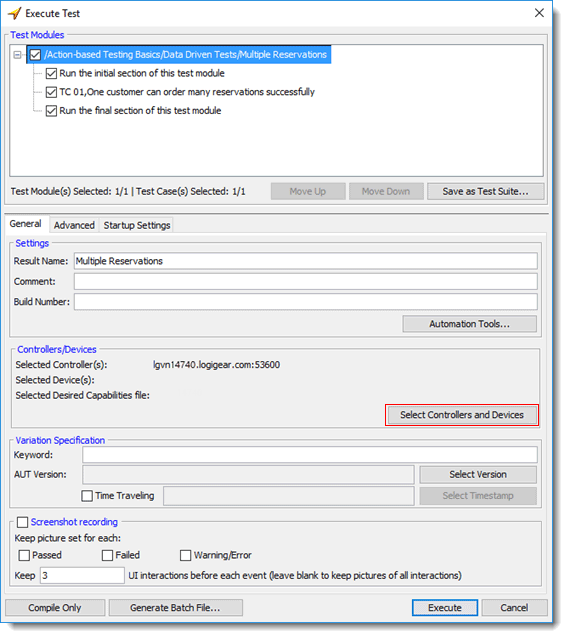 Execute Test
Test Modules
/Action-based Testing Basics/Data Driven Tests/Multiple Reservations
Run the initial section of this test module
TC 01,One customer can order many reservations successfully
Run the final section of this test module
Test Module(s) Selected: 1/1 | Test Case(s) Selected: 1/1 Move Up Move Down Save as Test Suite...
General Advanced Startup Settings
Settings
Result Name: Multiple Reservations
Comment:
Build Number:
Automation Tools...
Controllers/Devices
Selected Controller(s): lgvn14740.logigear.com:53600
Selected Device(s):
Selected Desired Capabilities file:
Select Controllers and Devices
Variation Specification
Keyword:
AUT Version: Select Version
Time Traveling Select Timestamp
Screenshot recording
Keep picture set for each:
Passed Failed Warning/Error
Keep 3 UI interactions before each event (leave blank to keep pictures of all interactions)
Compile Only Generate Batch File... Execute Cancel